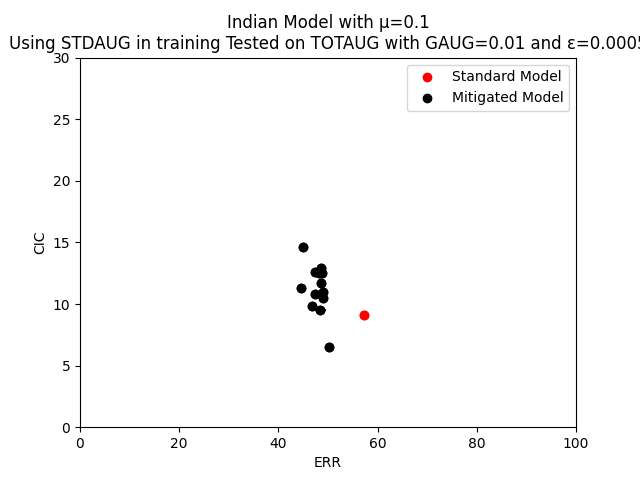 Indian Model with μ=0.1
Using STDAUG in training Tested on TOTAUG with GAUG=0.01 and ε=0.0005
Standard Model
Mitigated Model
30
25
20
15
10
5
0
CIC
0 20 40 60 80 100
ERR